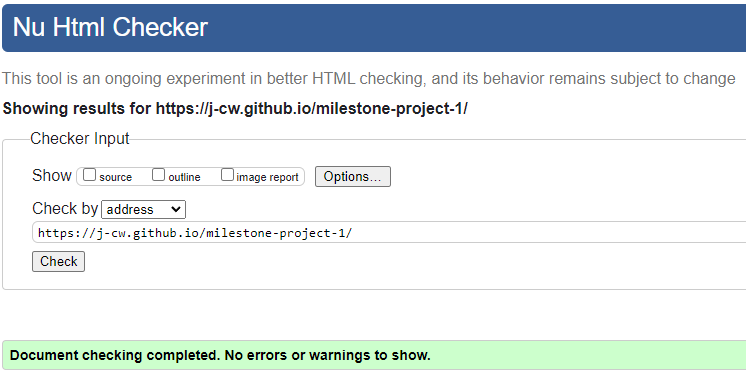 Nu Html Checker
This tool is an ongoing experiment in better HTML checking, and its behavior remains subject to change
Showing results for https://j-cw.github.io/milestone-project-1/
Checker Input
Show source outline image report Options...
Check by address
https://j-cw.github.io/milestone-project-1/
Check
Document checking completed. No errors or warnings to show.